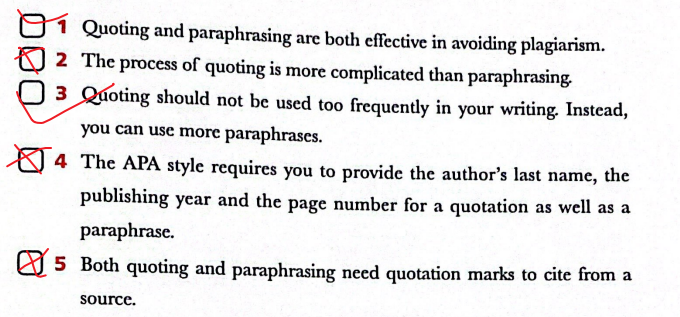 1 Quoting and paraphrasing are both effective in avoiding plagiarism.
2 The process of quoting is more complicated than paraphrasing.
3 Quoting should not be used too frequently in your writing. Instead,
you can use more paraphrases.
4 The APA style requires you to provide the author's last name, the
publishing year and the page number for a quotation as well as a
paraphrase.
5 Both quoting and paraphrasing need quotation marks to cite from a
source.